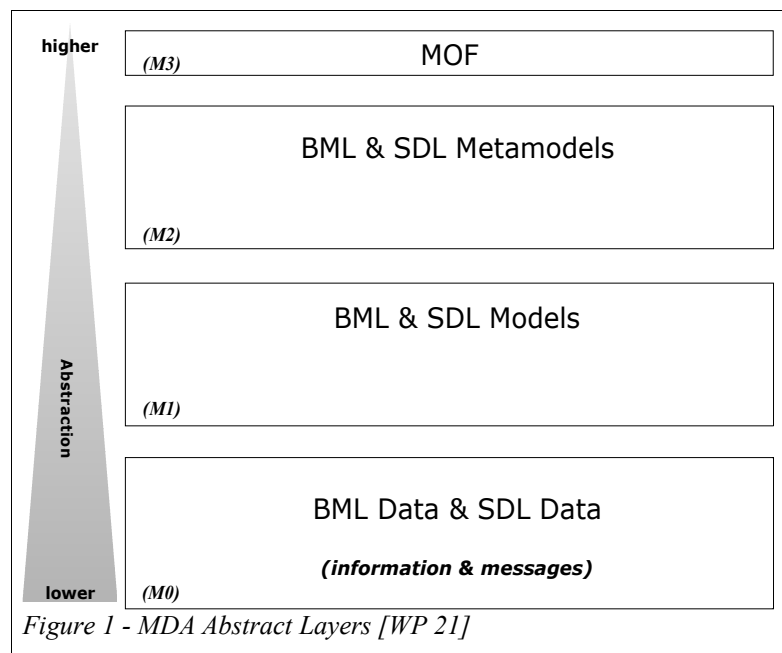 higher
(M3)
MOF
BML & SDL Metamodels
(M2)
BML & SDL Models
(M1)
Abstraction
BML Data & SDL Data
(information & messages)
lower
(M0)
Figure 1 - MDA Abstract Layers [WP 21]